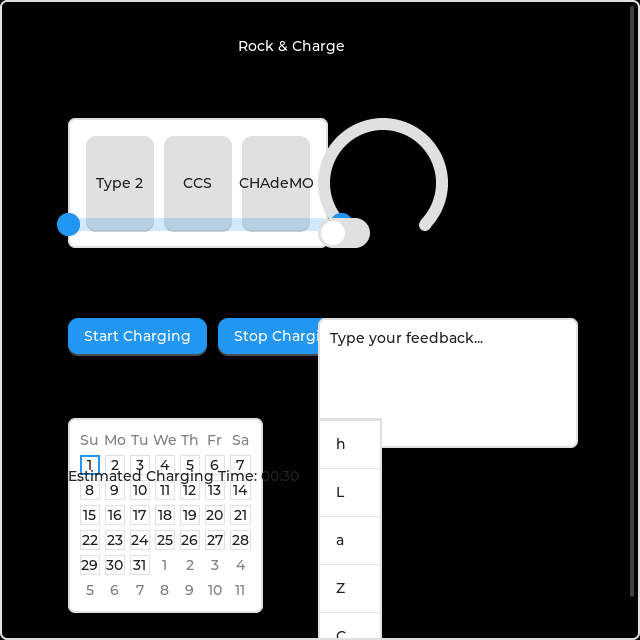 Rock & Charge
Type 2 CCS CHAdeMO
Start Charging Stop Chargi
Type your feedback...
Su Mo Tu We Th Fr Sa
1 2 3 4 5 6 7
Estimated Charging Time: 00:30
8 9 10 11 12 13 14
15 16 17 18 19 20 21
22 23 24 25 26 27 28
29 30 31 1 2 3 4
5 6 7 8 9 10 11
h
L
a
Z
C